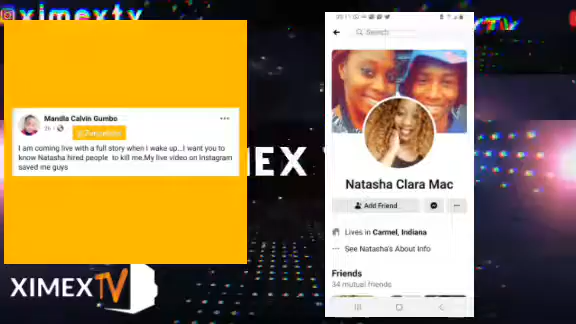 ximextv
Mandla Calvin Gumbo
I am coming live with a full story when I wake up...I want you to
know Natasha hired people to kill me.My live video on Instagram
saved me guys
XIMEXTV
Search
Natasha Clara Mac
Add Friend
Lives in Carmel, Indiana
See Natasha's About Info
Friends
34 mutual friends